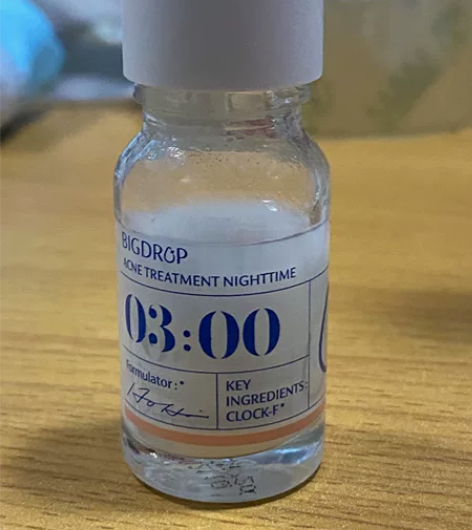 BIGDROP
ACNE TREATMENT NIGHTTIME
03:00
Formulator:*
KEY
INGREDIENTS:
CLOCK-F*